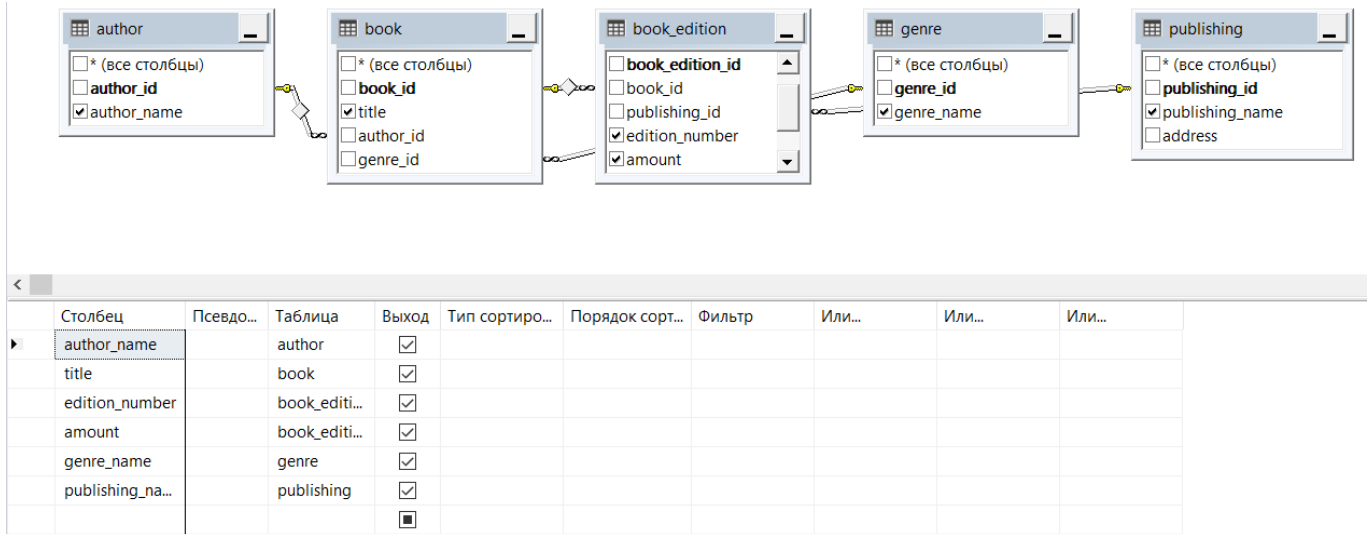 author
* (все столбцы)
author_id
author_name
book
* (все столбцы)
book_id
title
author_id
genre_id
book_edition
book_edition_id
book_id
publishing_id
edition_number
amount
genre
* (все столбцы)
genre_id
genre_name
publishing
* (все столбцы)
publishing_id
publishing_name
address
Столбец Псевдо... Таблица Выход Тип сортиро... Порядок сорт... Фильтр Или... Или... Или...
author_name author
title book
edition_number book_editi...
amount book_editi...
genre_name genre
publishing_na... publishing